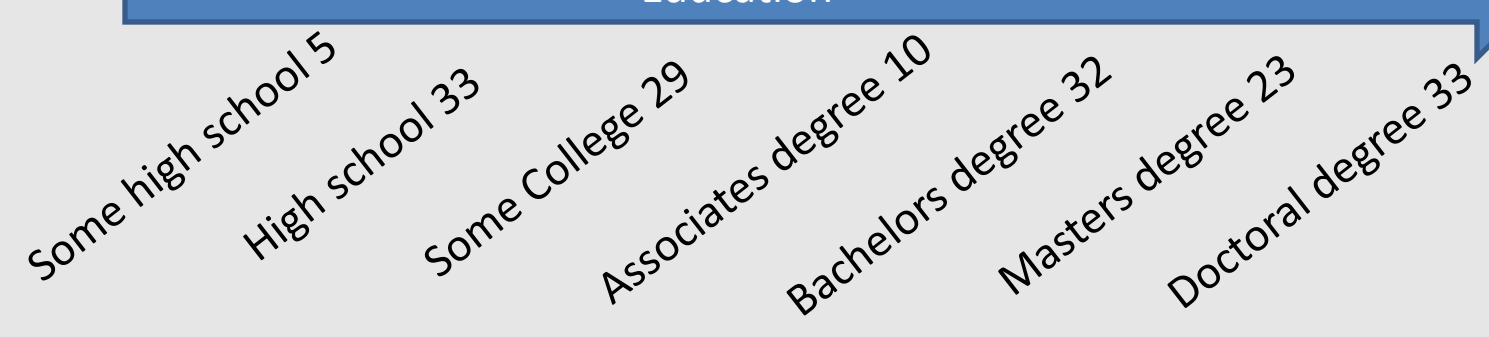 Education
Some high school 5
High school 33
Some College 29
Associates degree 10
Bachelors degree 32
Masters degree 23
Doctoral degree 33